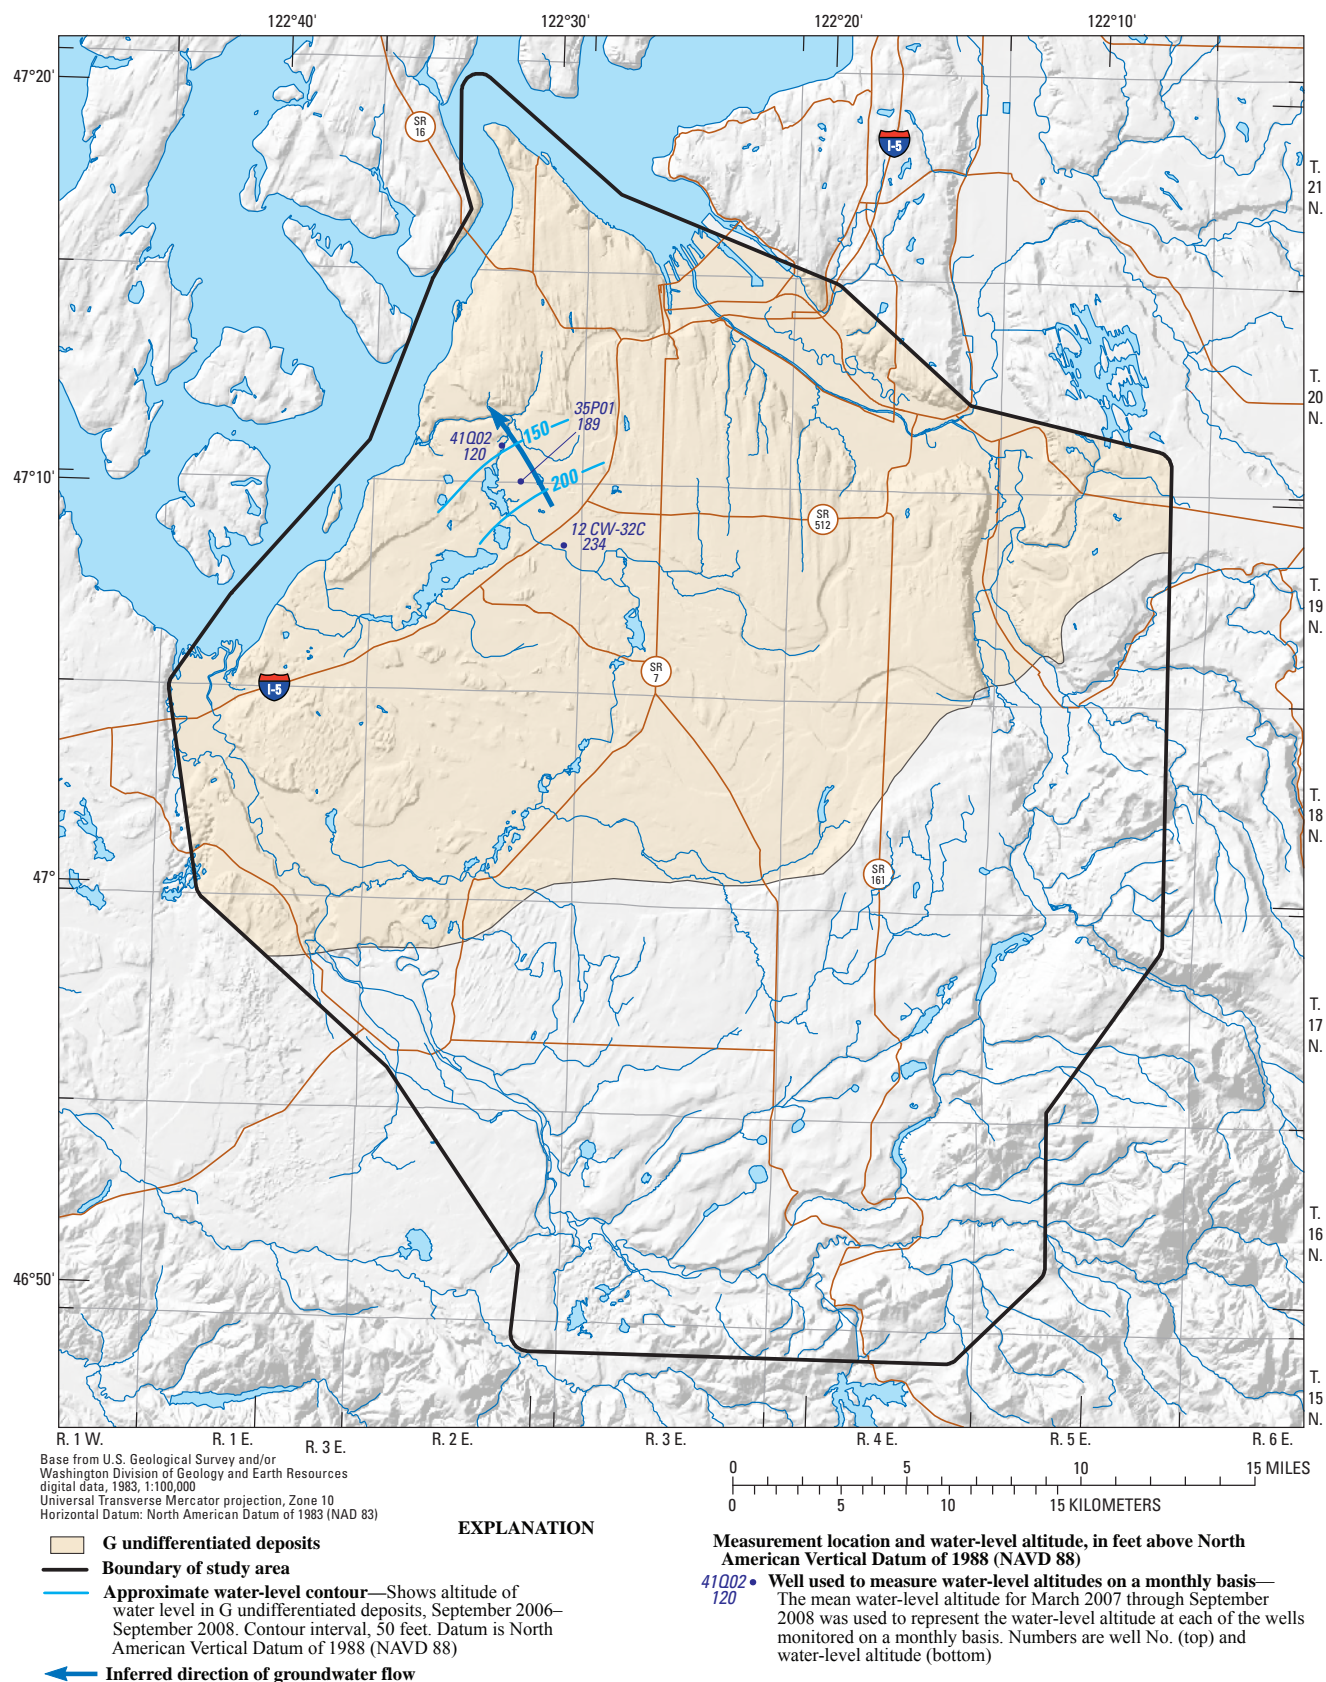 122°40' 122°30' 122°20' 122°10'
47°20'
SR 16
I-5
T. 21 N.
35P01
189
150
41Q02
120
T. 20 N.
47°10'
200
SR 512
12 CW-32C
234
T. 19 N.
SR 7
I-5
T. 18 N.
47°
SR 161
T. 17 N.
T. 16 N.
46°50'
T. 15 N.
R. 1 W. R. 1 E. R. 3 E. R. 2 E. R. 3 E. R. 4 E. R. 5 E. R. 6 E.
Base from U.S. Geological Survey and/or
Washington Division of Geology and Earth Resources
digital data, 1983, 1:100,000
Universal Transverse Mercator projection, Zone 10
Horizontal Datum: North American Datum of 1983 (NAD 83)
0 5 10 15 MILES
0 5 10 15 KILOMETERS
EXPLANATION
G undifferentiated deposits
Boundary of study area
Approximate water-level contour—Shows altitude of
water level in G undifferentiated deposits, September 2006–
September 2008. Contour interval, 50 feet. Datum is North
American Vertical Datum of 1988 (NAVD 88)
Inferred direction of groundwater flow
Measurement location and water-level altitude, in feet above North
American Vertical Datum of 1988 (NAVD 88)
41Q02
120
Well used to measure water-level altitudes on a monthly basis—
The mean water-level altitude for March 2007 through September
2008 was used to represent the water-level altitude at each of the wells
monitored on a monthly basis. Numbers are well No. (top) and
water-level altitude (bottom)